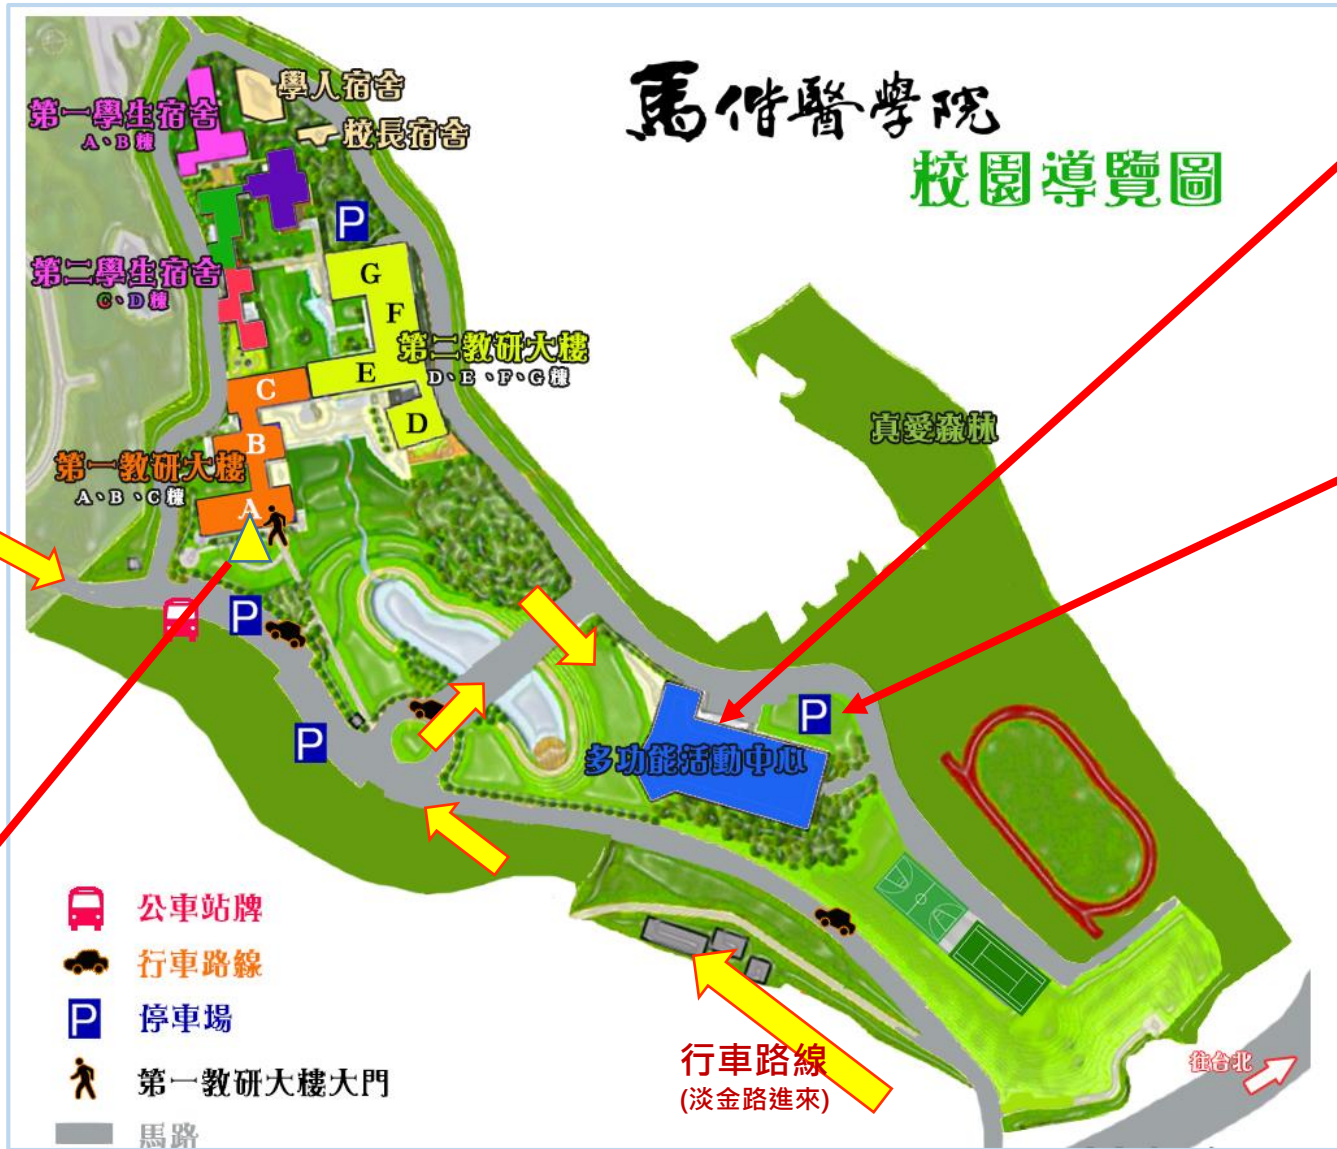 馬偕醫學院
校園導覽圖
學人宿舍
第一學生宿舍
A、B棟
校長宿舍
P
G
第二學生宿舍
C、D棟
F
第二教研大樓
D、E、F、G棟
E
C
D
真愛森林
B
第一教研大樓
A、B、C棟
A
P
P
P
多功能活動中心
公車站牌
行車路線
P
停車場
第一教研大樓大門
馬路
行車路線
(淡金路進來)
往台北